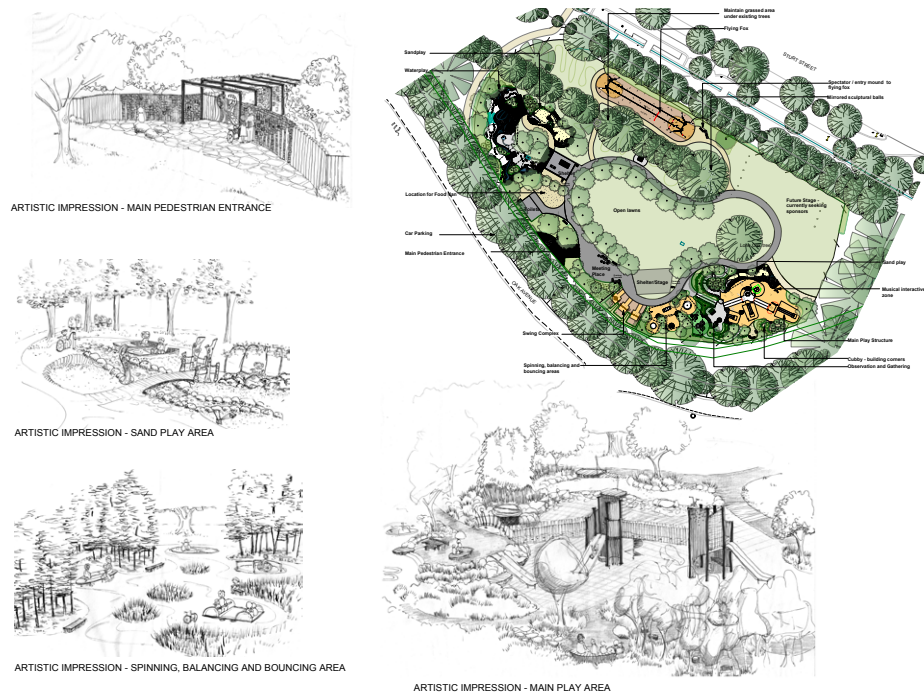 Maintain grassed area
under existing trees
Flying Fox
STURT STREET
Sandplay
Waterplay
Spectator / entry mound to
flying fox
Mirrored sculptural balls
Location for Food Van
Open lawns
Future Stage -
currently seeking
sponsors
Car Parking
Main Pedestrian Entrance
Meeting
Place
Shelter/Stage
Sand play
OAK AVENUE
Musical interactive
zone
Swing Complex
Main Play Structure
Cubby - building corners
Spinning, balancing and
bouncing areas
Observation and Gathering
ARTISTIC IMPRESSION - MAIN PEDESTRIAN ENTRANCE
ARTISTIC IMPRESSION - SAND PLAY AREA
ARTISTIC IMPRESSION - SPINNING, BALANCING AND BOUNCING AREA
ARTISTIC IMPRESSION - MAIN PLAY AREA